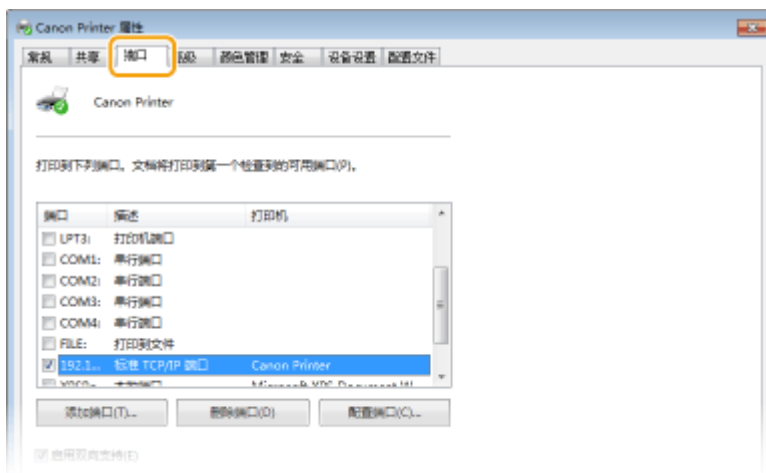 Canon Printer 属性
常规 共享 端口 高级 颜色管理 安全 设备设置 配置文件
Canon Printer
打印到下列端口。文档将打印到第一个检查到的可用端口(P)。
端口 描述 打印机
LPT3: 打印机端口
COM1: 串行端口
COM2: 串行端口
COM3: 串行端口
COM4: 串行端口
FILE: 打印到文件
192.1... 标准 TCP/IP 端口 Canon Printer
添加端口(T)... 删除端口(D) 配置端口(C)...
启用双向支持(E)